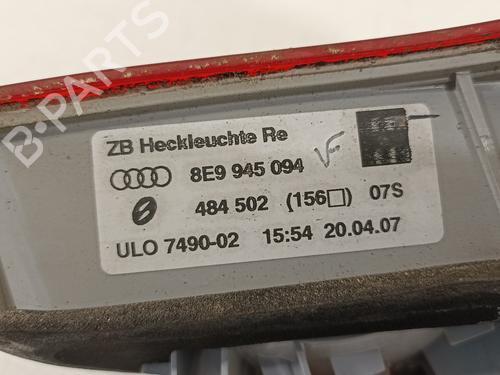 B-PARTS
ZB Heckleuchte Re
8E9 945 094
484 502 (156□) 07S
ULO 7490-02 15:54 20.04.07
B-PARTS